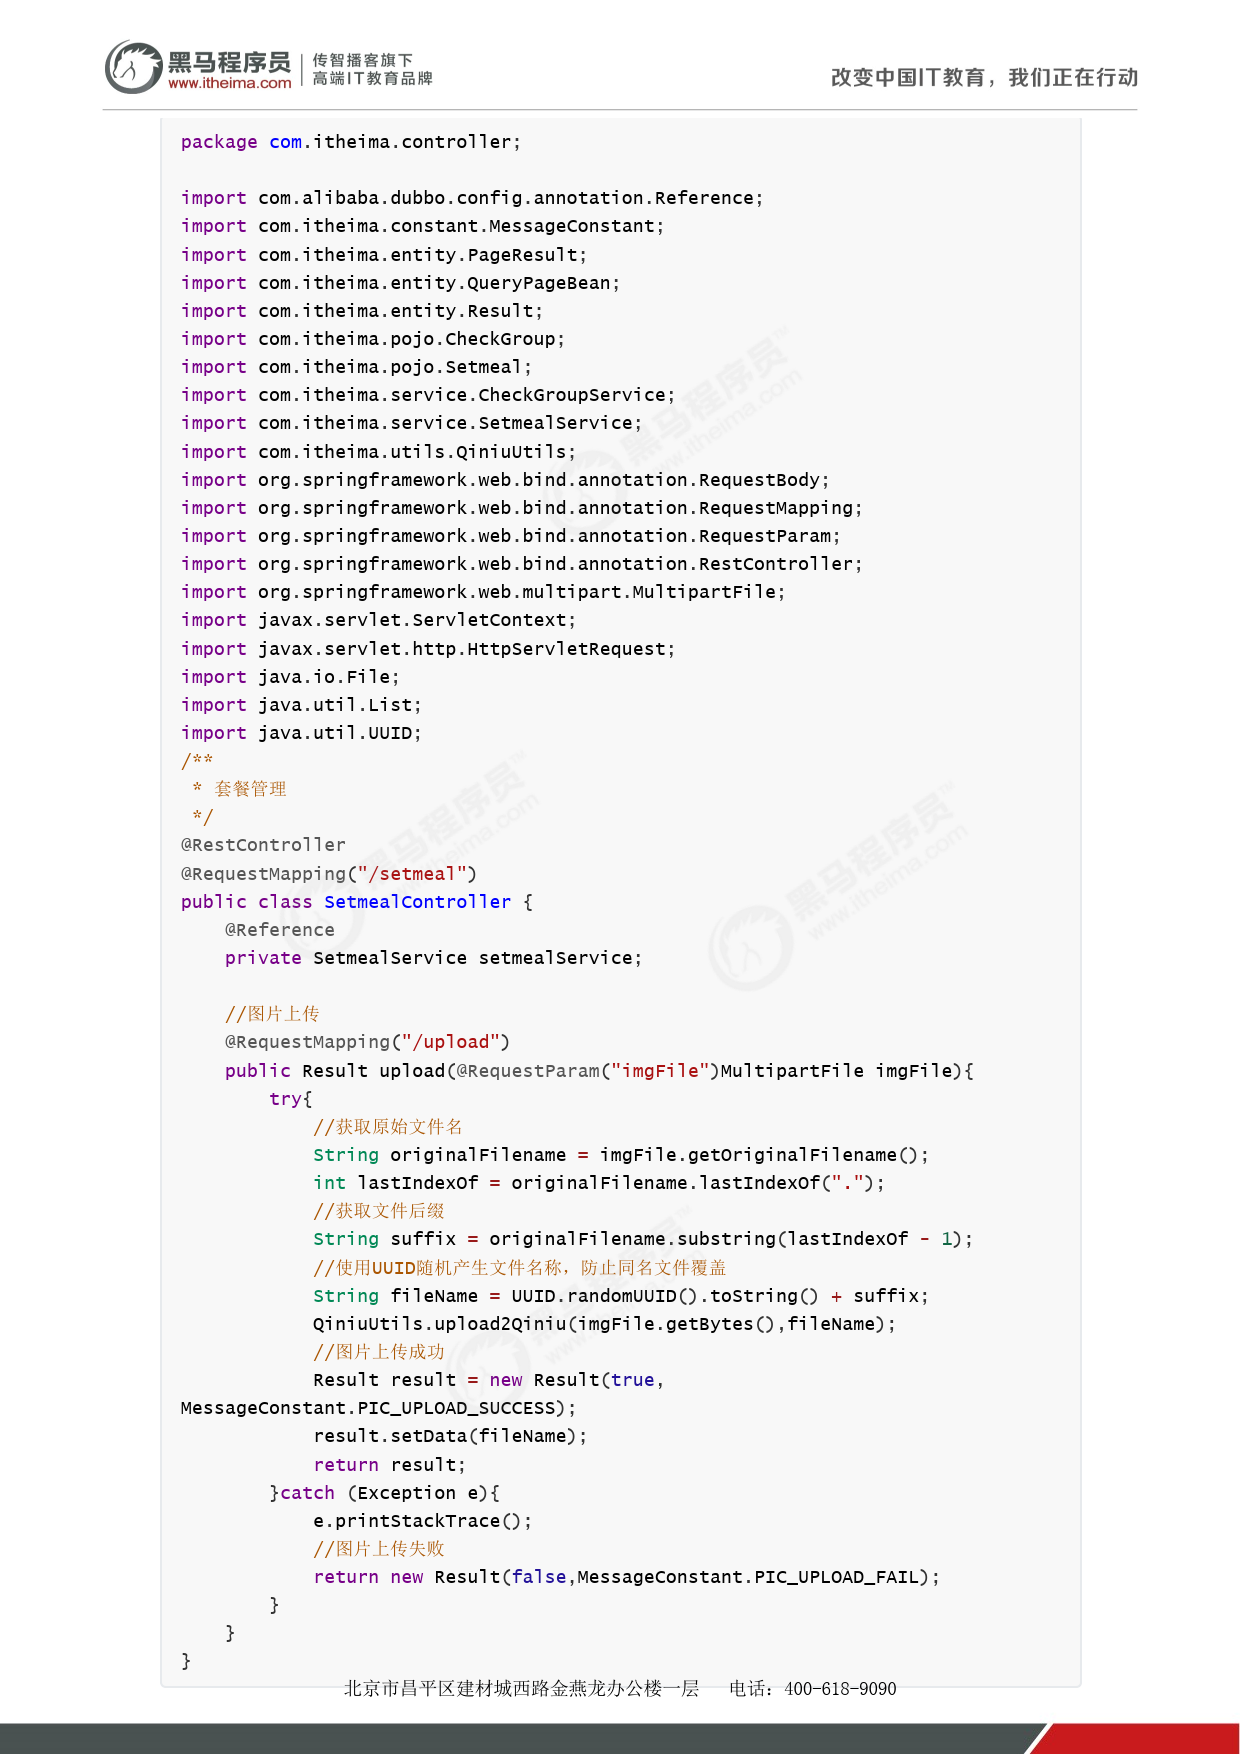 黑马程序员
www.itheima.com
传智播客旗下
高端IT教育品牌
改变中国IT教育，我们正在行动
package com.itheima.controller;

import com.alibaba.dubbo.config.annotation.Reference;
import com.itheima.constant.MessageConstant;
import com.itheima.entity.PageResult;
import com.itheima.entity.QueryPageBean;
import com.itheima.entity.Result;
import com.itheima.pojo.CheckGroup;
import com.itheima.pojo.Setmeal;
import com.itheima.service.CheckGroupService;
import com.itheima.service.SetmealService;
import com.itheima.utils.QiniuUtils;
import org.springframework.web.bind.annotation.RequestBody;
import org.springframework.web.bind.annotation.RequestMapping;
import org.springframework.web.bind.annotation.RequestParam;
import org.springframework.web.bind.annotation.RestController;
import org.springframework.web.multipart.MultipartFile;
import javax.servlet.ServletContext;
import javax.servlet.http.HttpServletRequest;
import java.io.File;
import java.util.List;
import java.util.UUID;
/**
 * 套餐管理
 */
@RestController
@RequestMapping("/setmeal")
public class SetmealController {
    @Reference
    private SetmealService setmealService;

    //图片上传
    @RequestMapping("/upload")
    public Result upload(@RequestParam("imgFile")MultipartFile imgFile){
        try{
            //获取原始文件名
            String originalFilename = imgFile.getOriginalFilename();
            int lastIndexOf = originalFilename.lastIndexOf(".");
            //获取文件后缀
            String suffix = originalFilename.substring(lastIndexOf - 1);
            //使用UUID随机产生文件名称，防止同名文件覆盖
            String fileName = UUID.randomUUID().toString() + suffix;
            QiniuUtils.upload2Qiniu(imgFile.getBytes(),fileName);
            //图片上传成功
            Result result = new Result(true,
MessageConstant.PIC_UPLOAD_SUCCESS);
            result.setData(fileName);
            return result;
        }catch (Exception e){
            e.printStackTrace();
            //图片上传失败
            return new Result(false,MessageConstant.PIC_UPLOAD_FAIL);
        }
    }
}
北京市昌平区建材城西路金燕龙办公楼一层   电话：400-618-9090